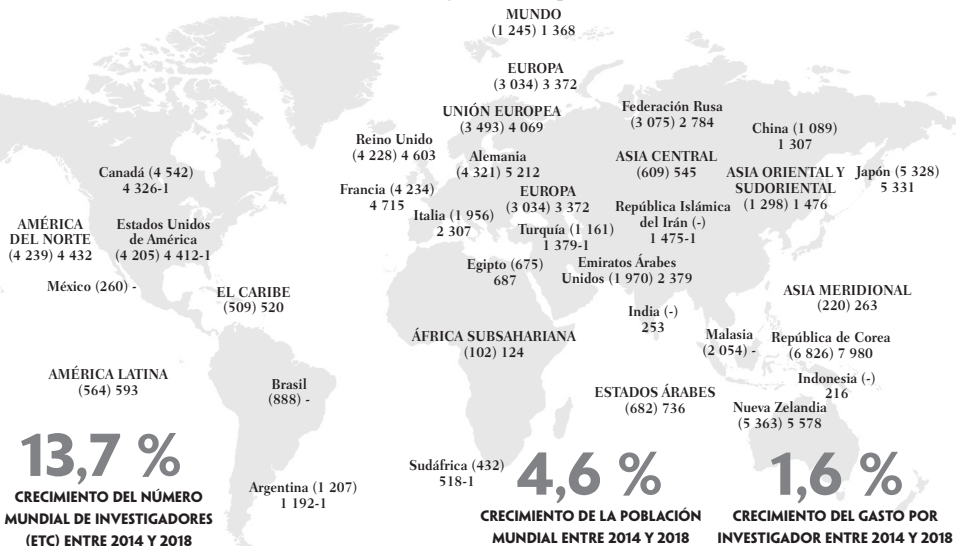 MUNDO
(1 245) 1 368
EUROPA
(3 034) 3 372
UNIÓN EUROPEA
(3 493) 4 069
Federación Rusa
(3 075) 2 784
China (1 089)
1 307
Reino Unido
(4 228) 4 603
Alemania
(4 321) 5 212
ASIA CENTRAL
(609) 545
ASIA ORIENTAL Y
SUDORIENTAL
(1 298) 1 476
Japón (5 328)
5 331
Canadá (4 542)
4 326-1
Francia (4 234)
4 715
EUROPA
(3 034) 3 372
Italia (1 956)
2 307
Turquía (1 161)
1 379-1
República Islámica
del Irán (-)
1 475-1
AMÉRICA
DEL NORTE
(4 239) 4 432
Estados Unidos
de América
(4 205) 4 412-1
Egipto (675)
687
Emiratos Árabes
Unidos (1 970) 2 379
México (260) -
EL CARIBE
(509) 520
ASIA MERIDIONAL
(220) 263
India (-)
253
ÁFRICA SUBSAHARIANA
(102) 124
Malasia
(2 054) -
República de Corea
(6 826) 7 980
AMÉRICA LATINA
(564) 593
Brasil
(888) -
ESTADOS ÁRABES
(682) 736
Indonesia (-)
216
Nueva Zelandia
(5 363) 5 578
Sudáfrica (432)
518-1
Argentina (1 207)
1 192-1
13,7 %
CRECIMIENTO DEL NÚMERO
MUNDIAL DE INVESTIGADORES
(ETC) ENTRE 2014 Y 2018
4,6 %
CRECIMIENTO DE LA POBLACIÓN
MUNDIAL ENTRE 2014 Y 2018
1,6 %
CRECIMIENTO DEL GASTO POR
INVESTIGADOR ENTRE 2014 Y 2018